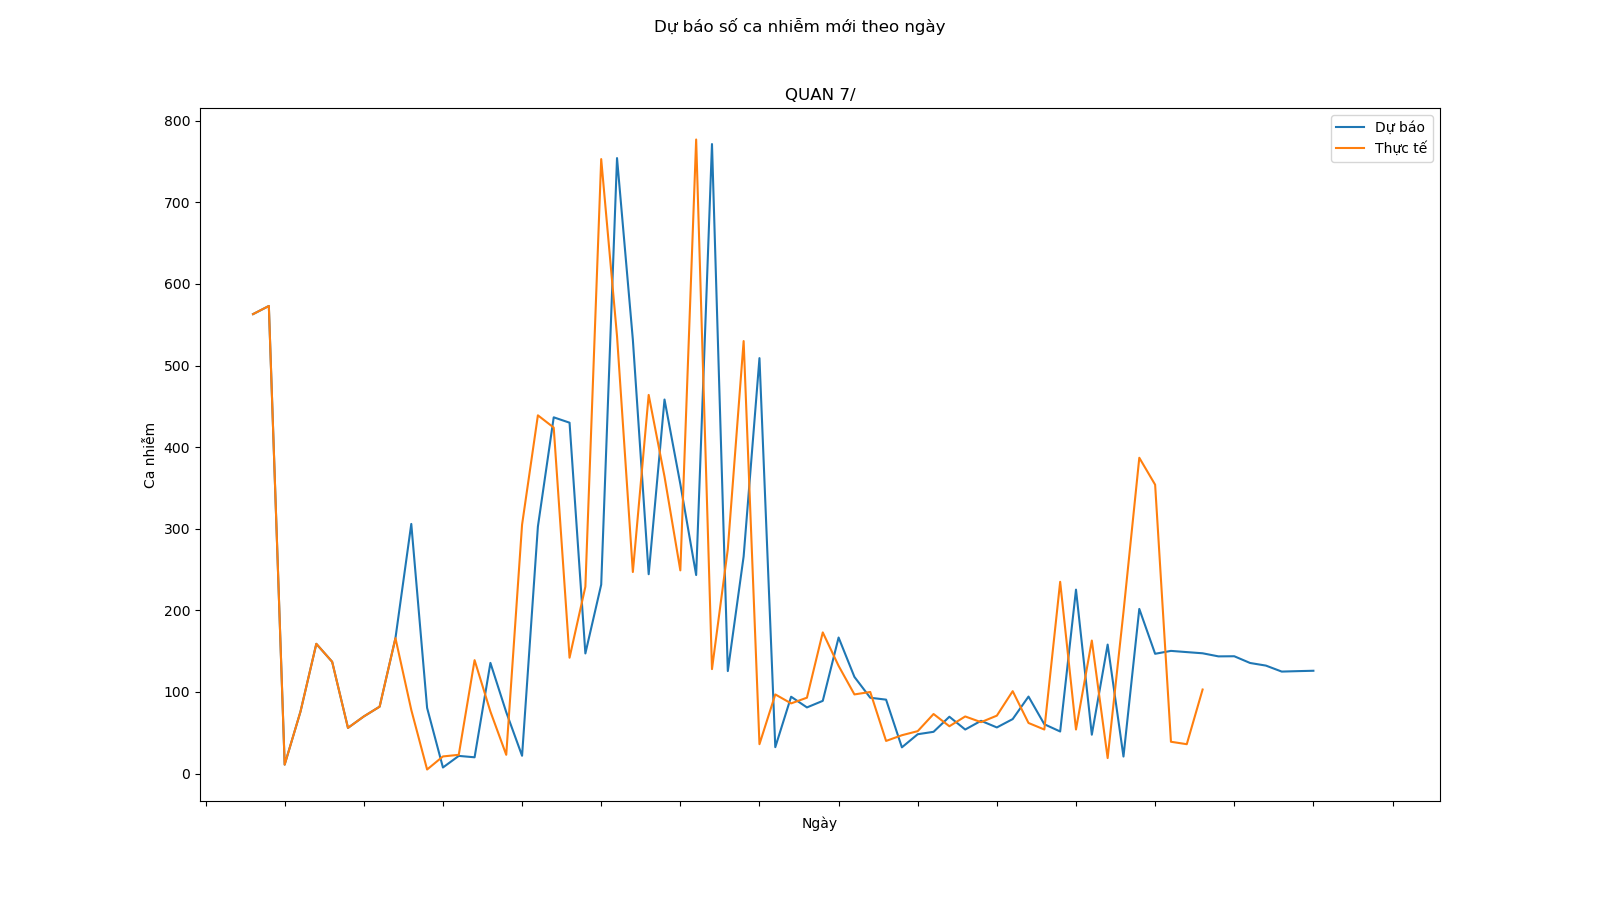 Dự báo số ca nhiễm mới theo ngày
QUAN 7/
Dự báo
Thực tế
800
700
600
500
400
300
200
100
0
Ca nhiễm
Ngày